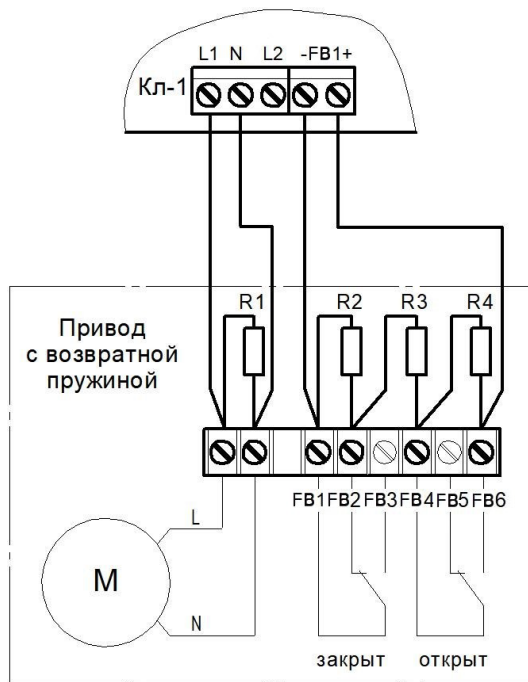 L1 N L2 -FB1+
Кл-1
R1 R2 R3 R4
Привод
с возвратной
пружиной
FB1 FB2 FB3 FB4 FB5 FB6
L
М
N
закрыт открыт